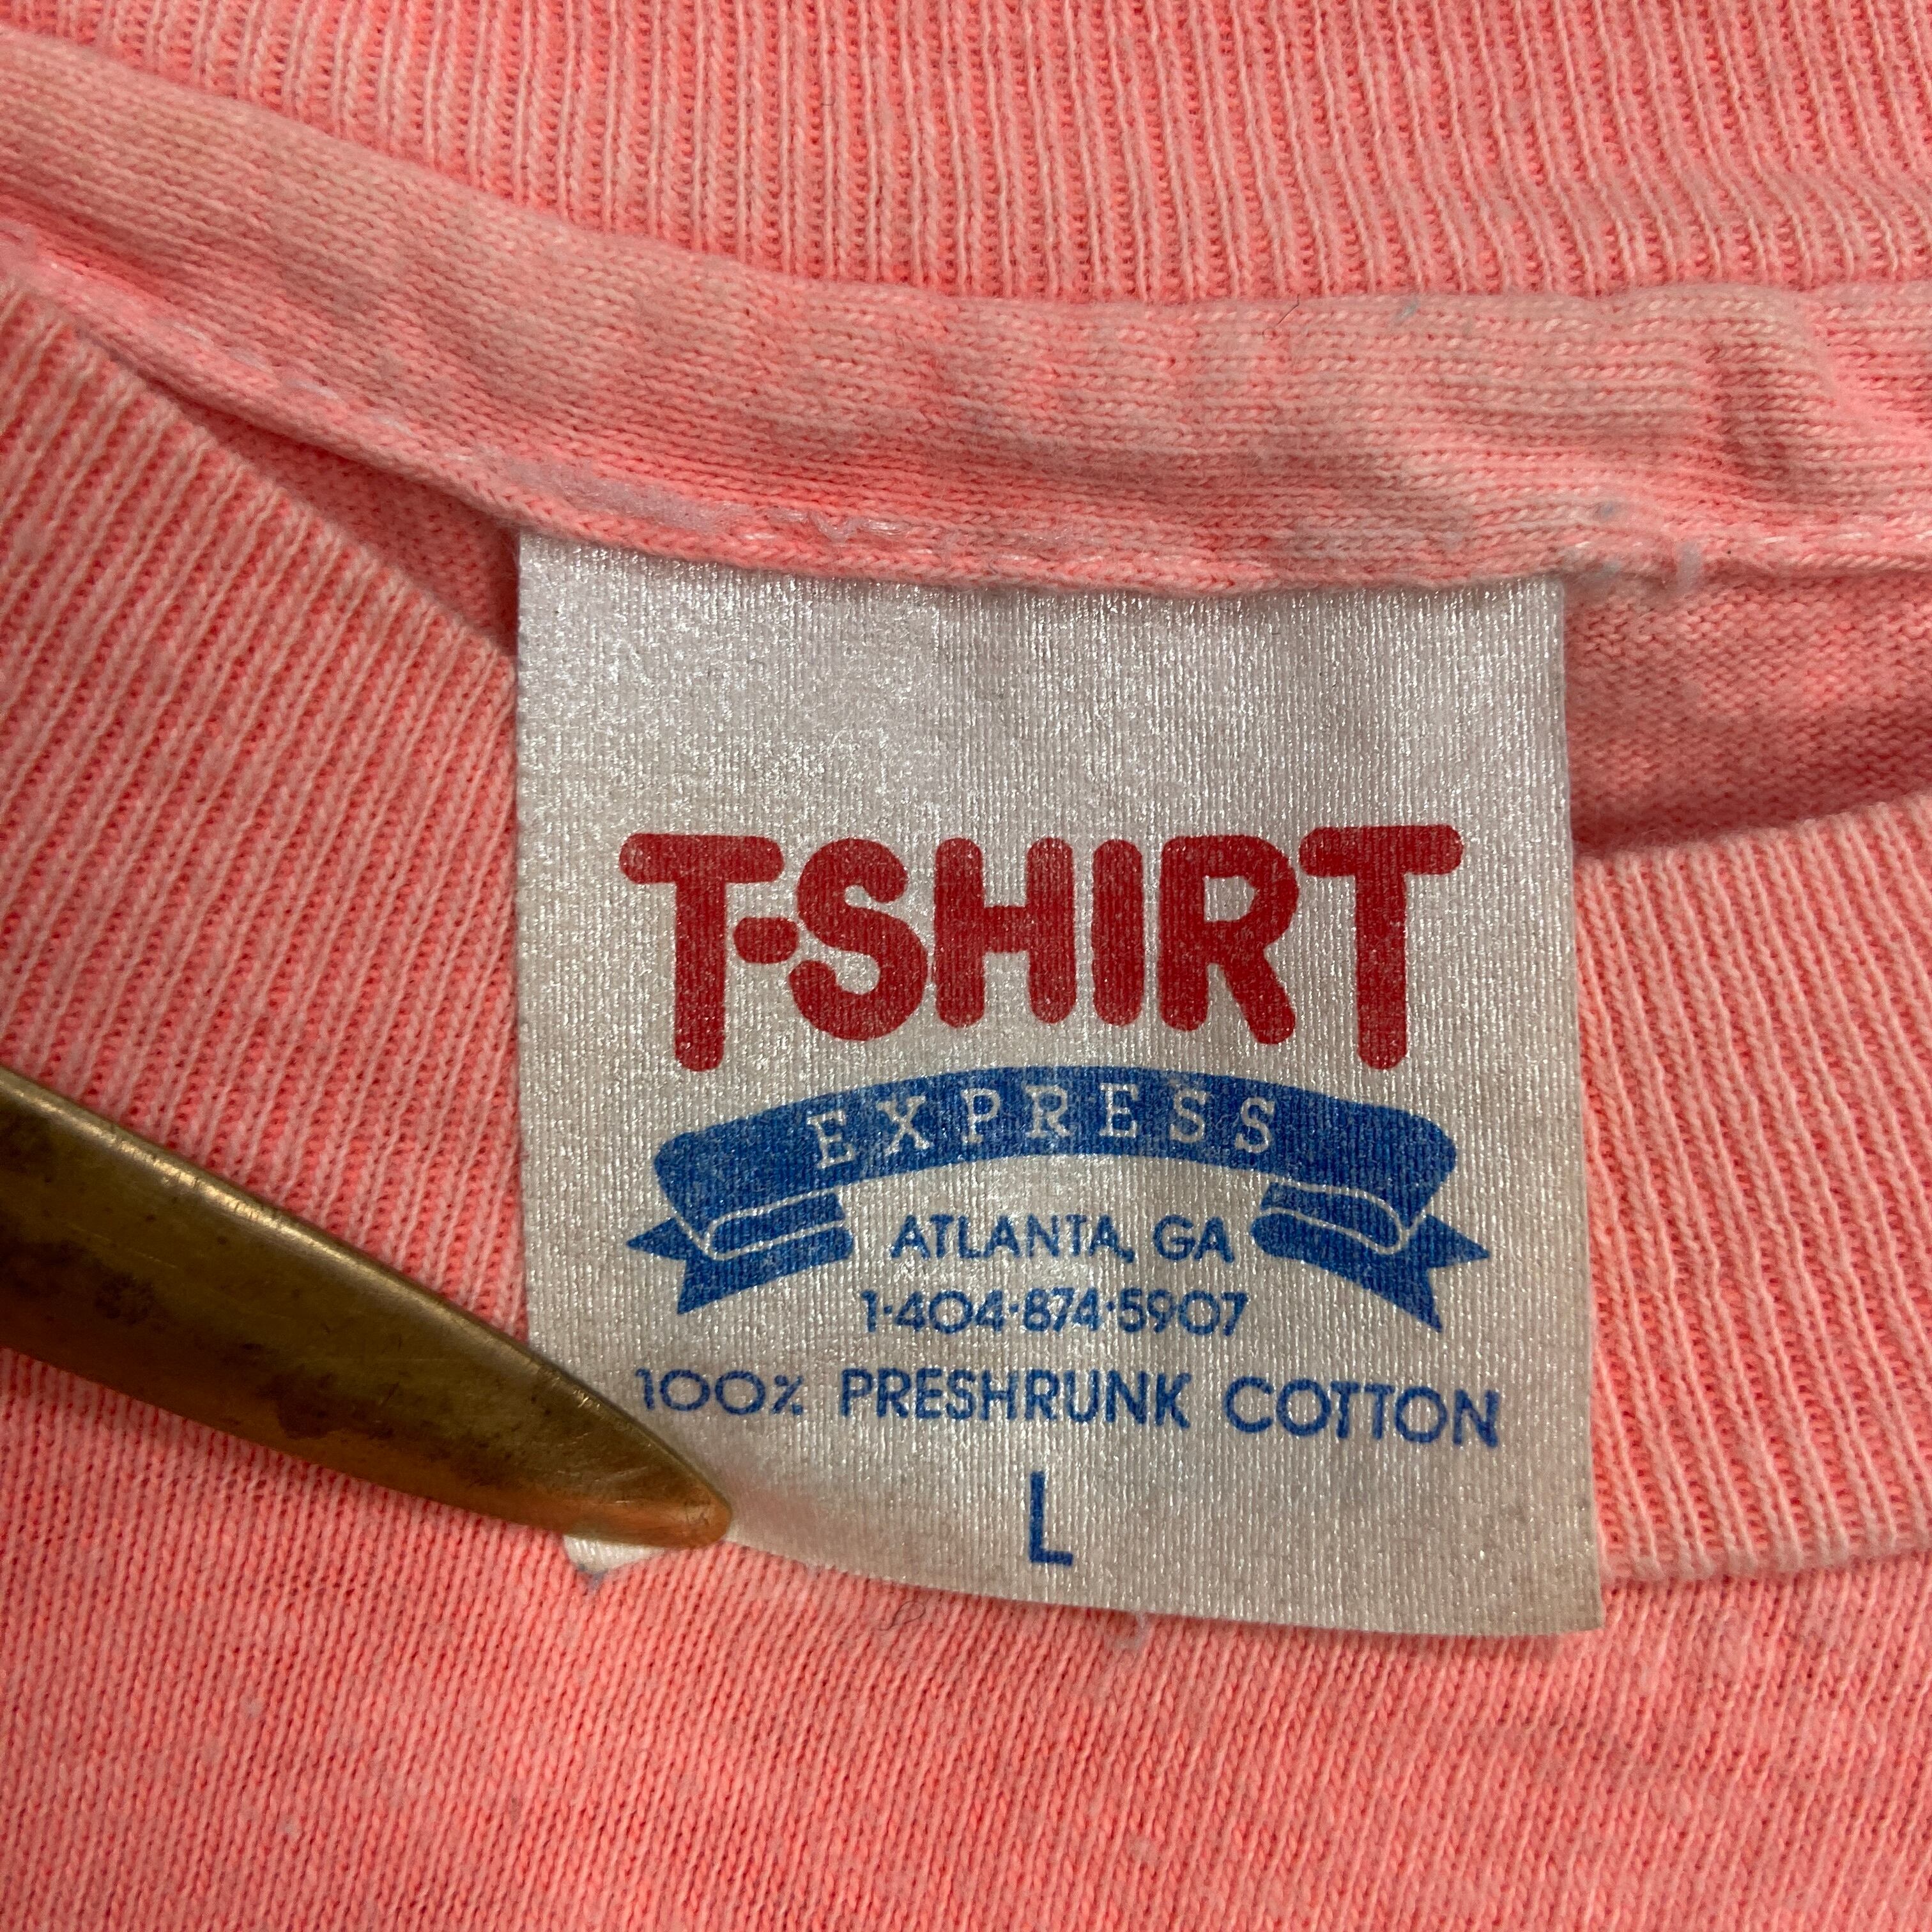 T-SHIRT
EXPRESS
ATLANTA, GA
1·404·874·5907
100% PRESHRUNK COTTON
L